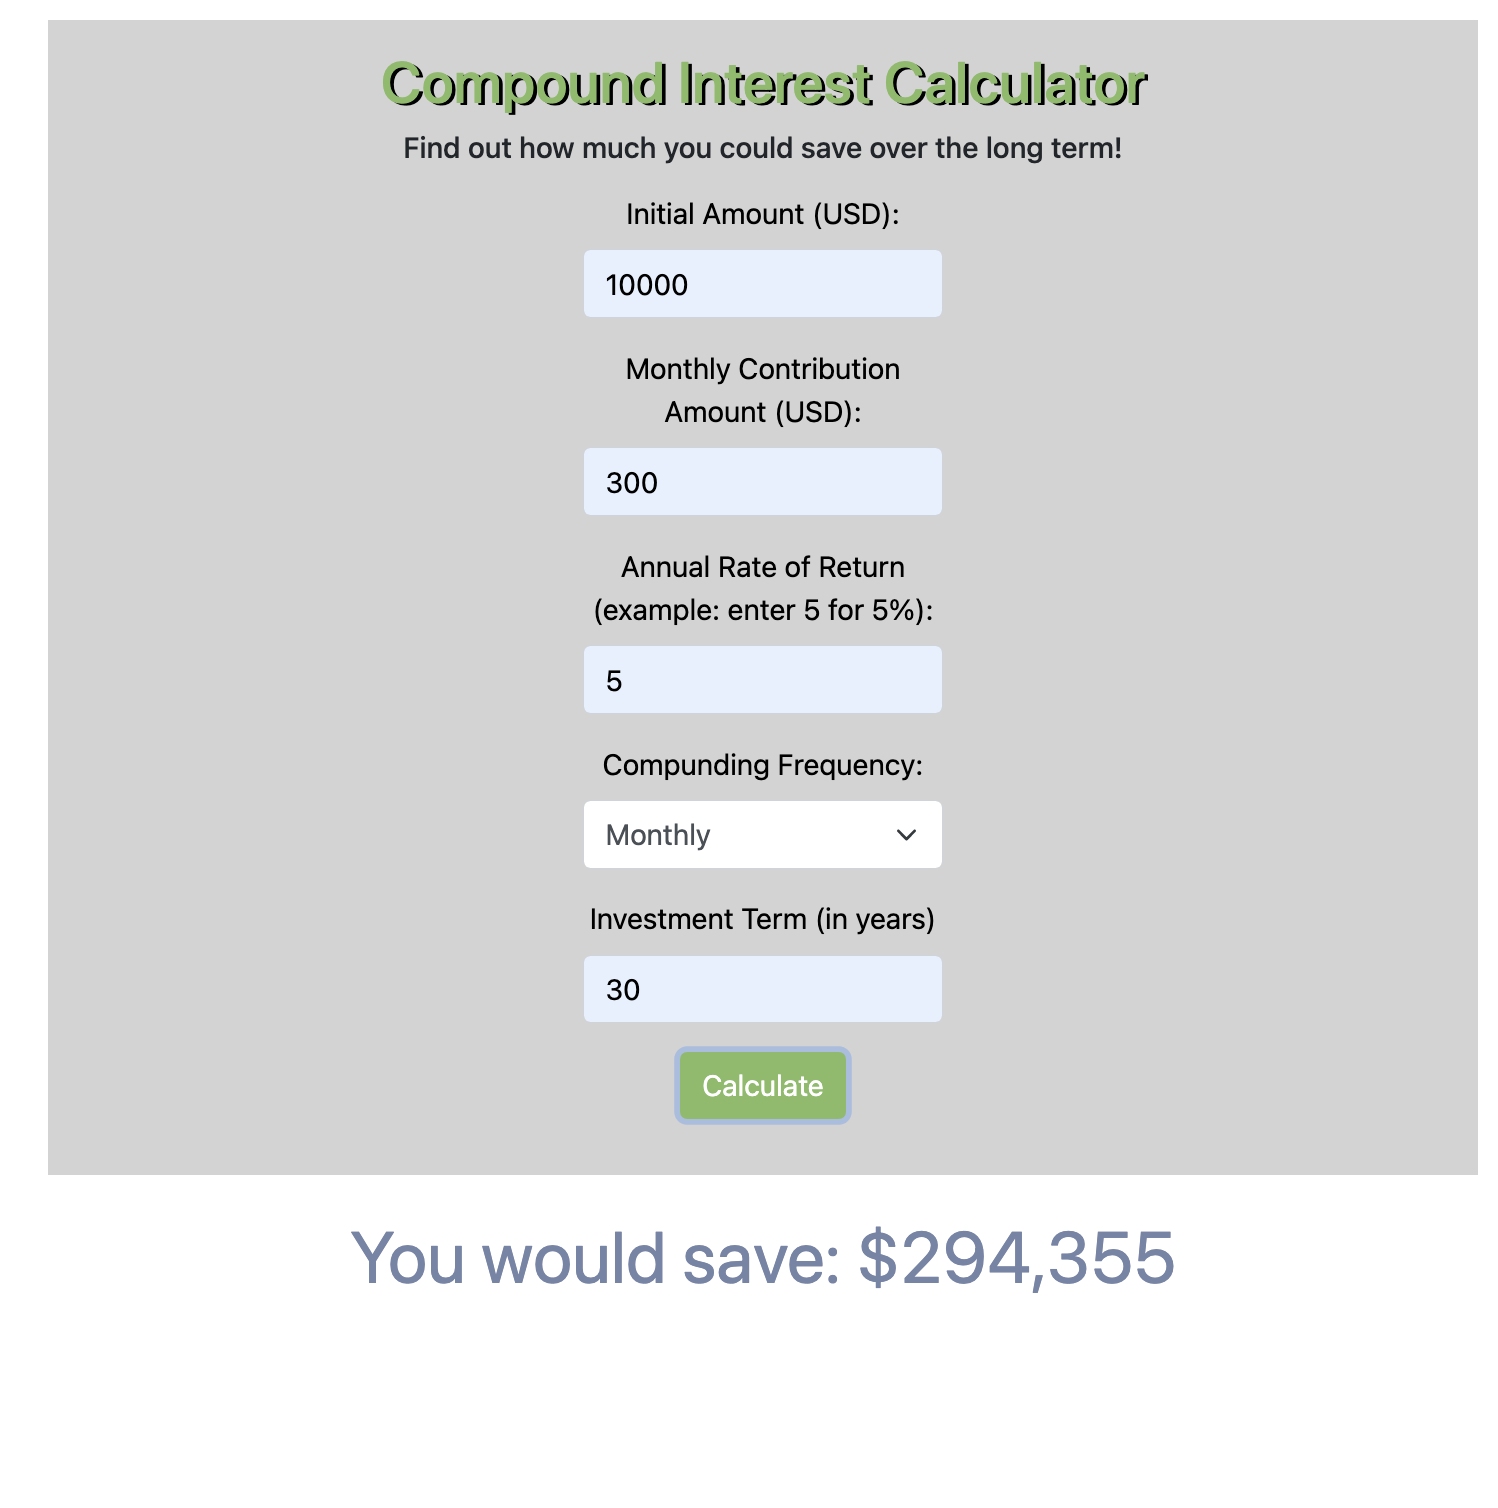 Compound Interest Calculator
Find out how much you could save over the long term!
Initial Amount (USD):
10000
Monthly Contribution
Amount (USD):
300
Annual Rate of Return
(example: enter 5 for 5%):
5
Compunding Frequency:
Monthly
Investment Term (in years)
30
Calculate
You would save: $294,355